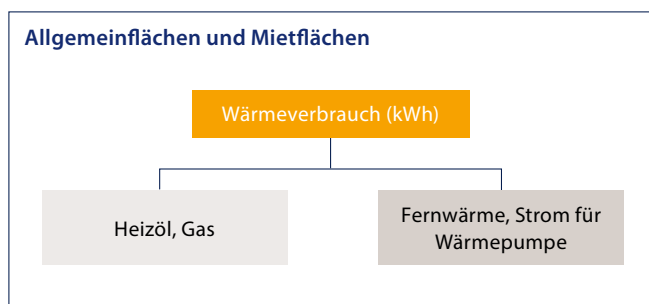 Allgemeinflächen und Mietflächen
Wärmeverbrauch (kWh)
Heizöl, Gas
Fernwärme, Strom für
Wärmepumpe